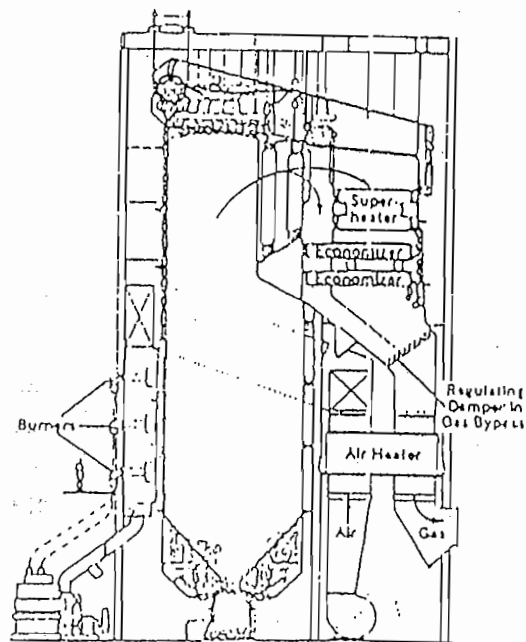 Super-
heater
Economizer
Economizer
Regulating
Damper in
Gas Bypass
Burners
Air Heater
Air
Gas